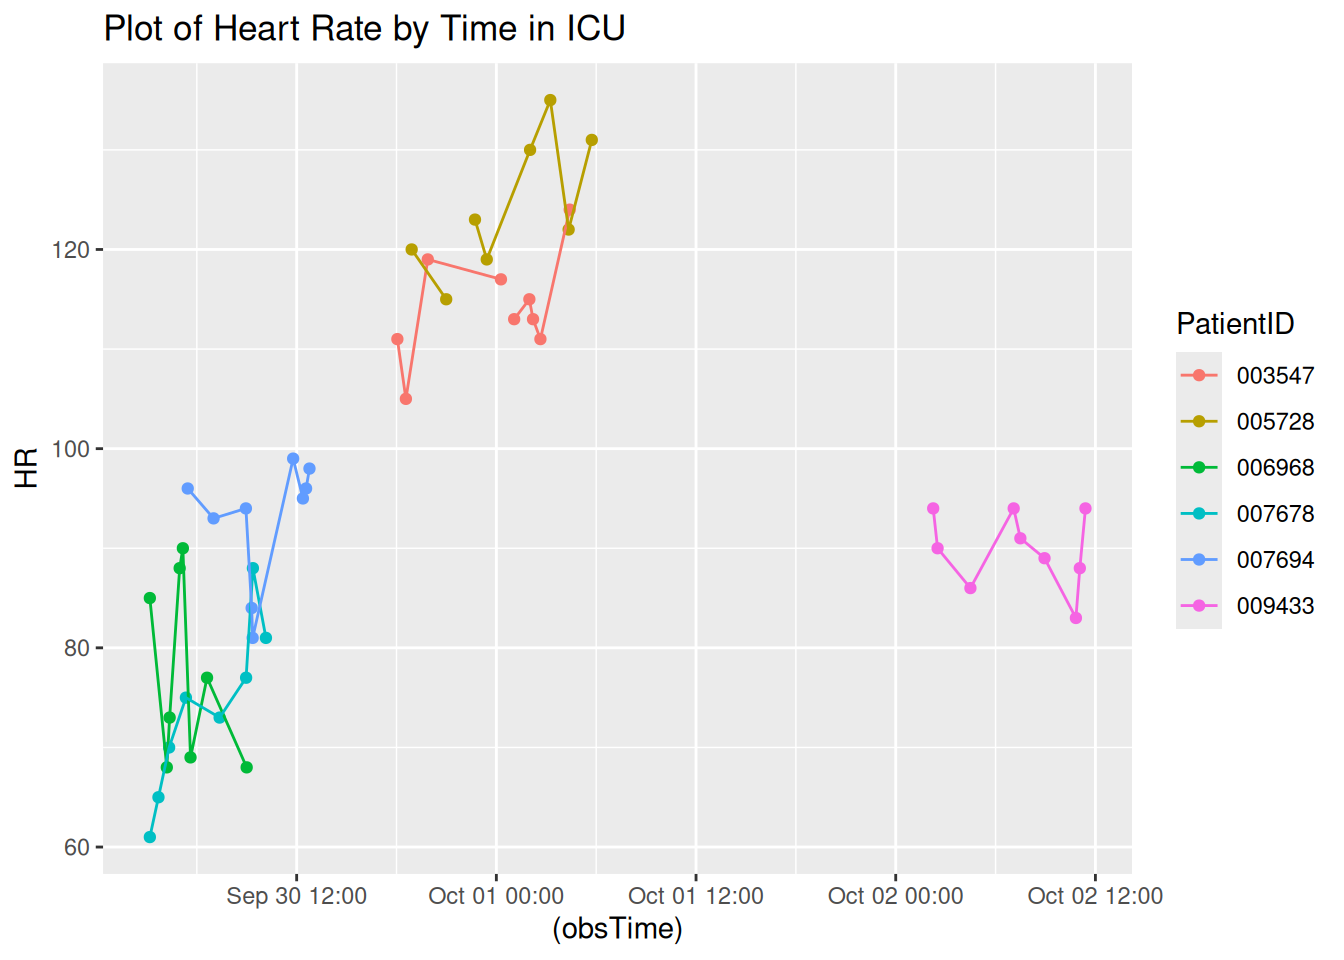 Plot of Heart Rate by Time in ICU
120
100
80
60
HR
Sep 30 12:00
Oct 01 00:00
Oct 01 12:00
Oct 02 00:00
Oct 02 12:00
(obsTime)
PatientID
003547
005728
006968
007678
007694
009433